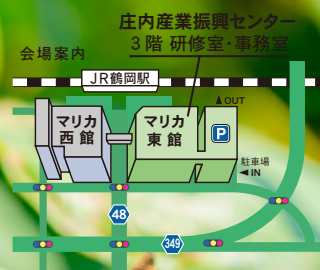 庄内産業振興センター
3階 研修室・事務室
会場案内
JR鶴岡駅
OUT
マリカ
西館
マリカ
東館
P
駐車場
IN
48
349